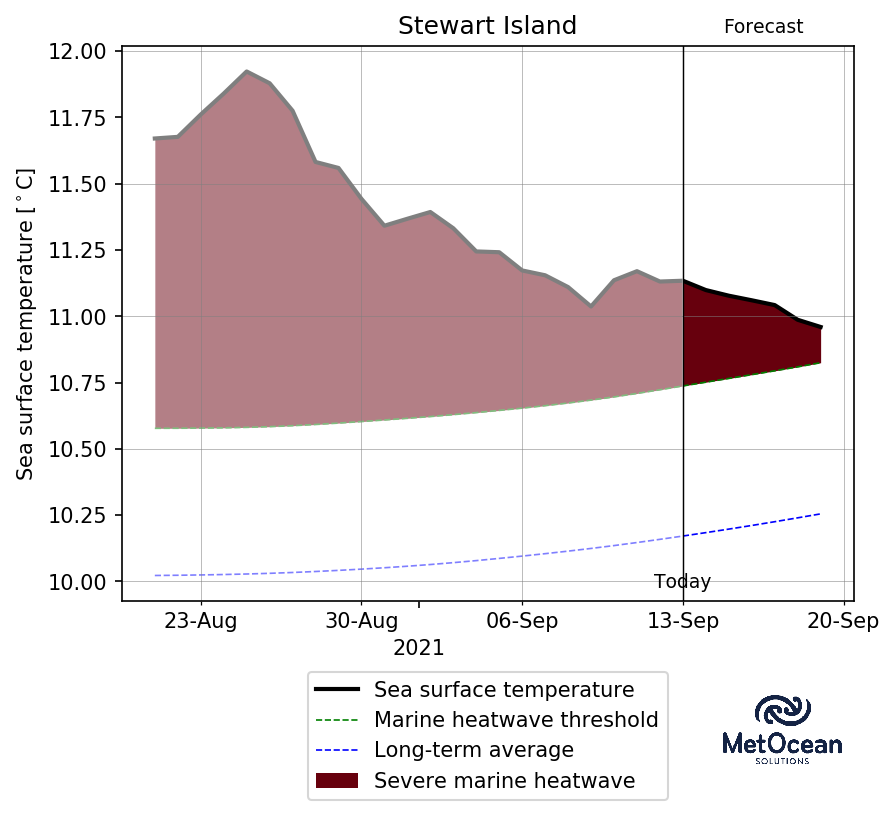 Stewart Island
Forecast
Sea surface temperature [°C]
12.00
11.75
11.50
11.25
11.00
10.75
10.50
10.25
10.00
Today
23-Aug 30-Aug 06-Sep 13-Sep 20-Sep
2021
Sea surface temperature
Marine heatwave threshold
Long-term average
Severe marine heatwave
MetOcean
SOLUTIONS